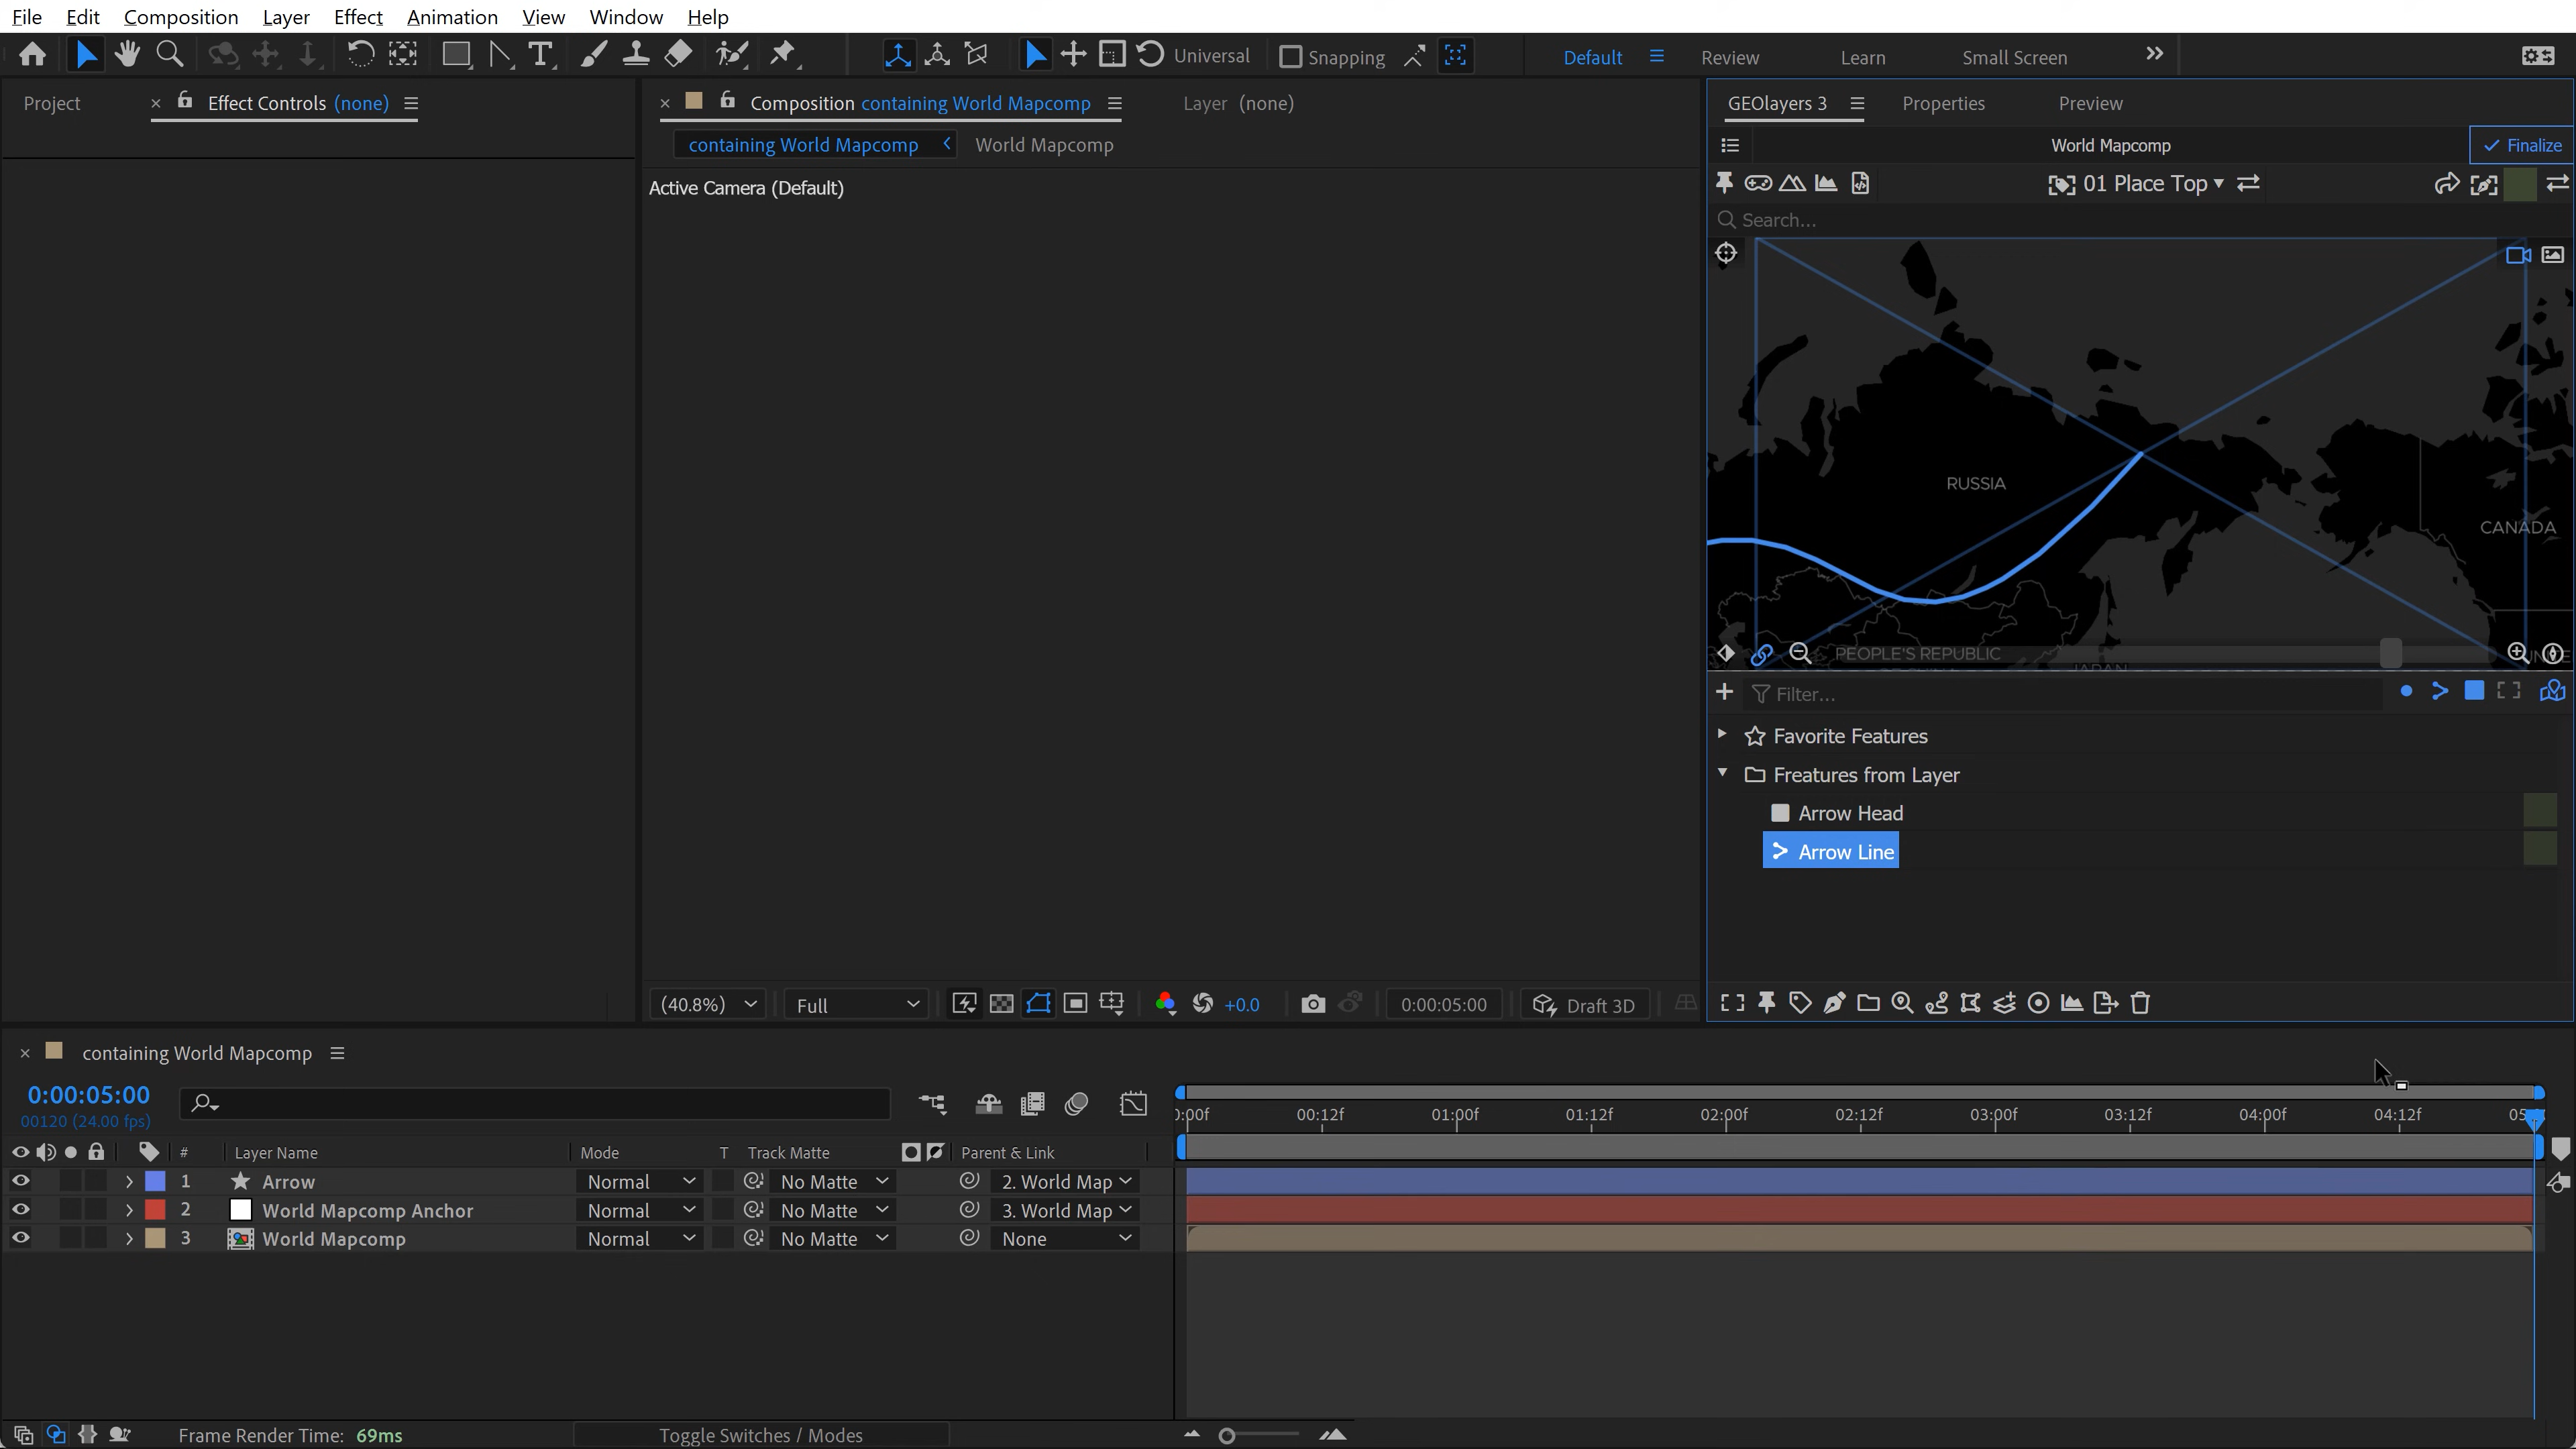 File Edit Composition Layer Effect Animation View Window Help
Universal Snapping Default Review Learn Small Screen
Project Effect Controls (none)
Composition containing World Mapcomp Layer (none)
GEOlayers 3 Properties Preview
containing World Mapcomp World Mapcomp
World Mapcomp Finalize
Active Camera (Default)
01 Place Top
Search...
RUSSIA
CANADA
PEOPLE'S REPUBLIC
JAPAN
Filter...
Favorite Features
Freatures from Layer
Arrow Head
Arrow Line
(40.8%) Full +0.0 0:00:05:00 Draft 3D
containing World Mapcomp
0:00:05:00
00120 (24.00 fps)
0:00f 00:12f 01:00f 01:12f 02:00f 02:12f 03:00f 03:12f 04:00f 04:12f
# Layer Name Mode T Track Matte Parent & Link
1 Arrow Normal No Matte 2. World Map
2 World Mapcomp Anchor Normal No Matte 3. World Map
3 World Mapcomp Normal No Matte None
Frame Render Time: 69ms Toggle Switches / Modes